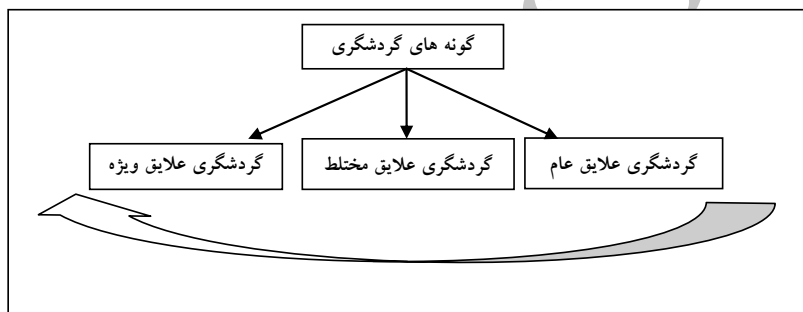 گونه های گردشگری
گردشگری علایق عام
گردشگری علایق مختلط
گردشگری علایق ویژه